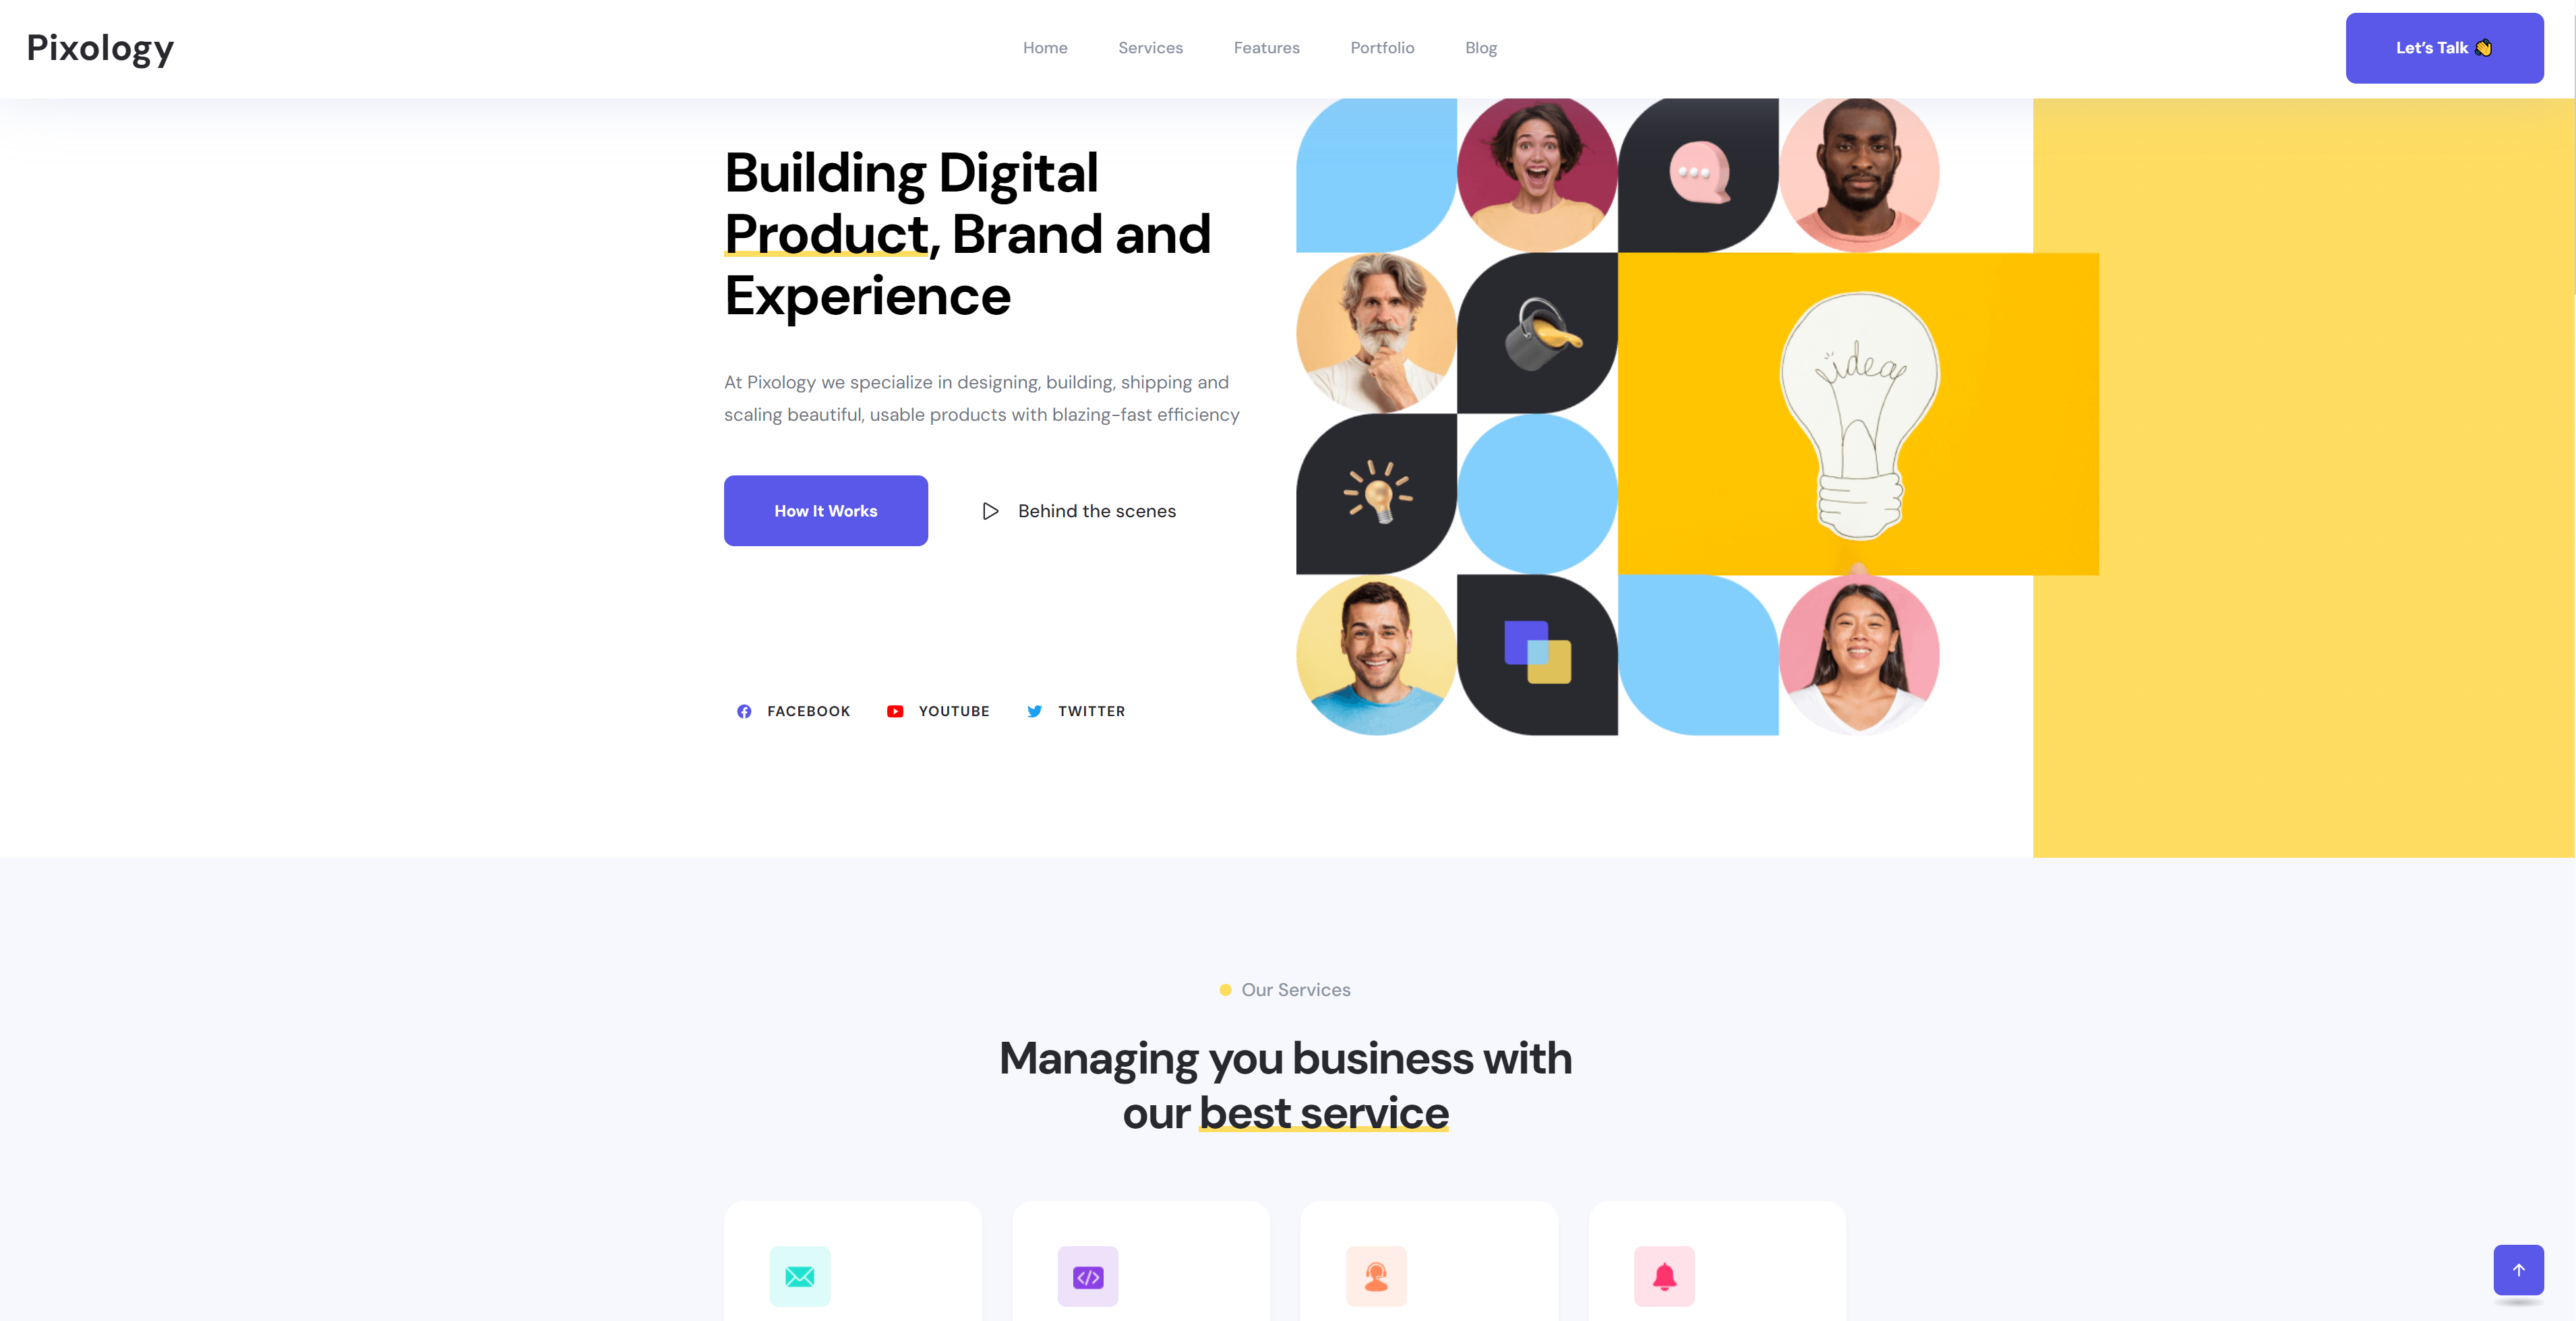 Pixology
Home Services Features Portfolio Blog
Let's Talk 👋
Building Digital
Product, Brand and
Experience
At Pixology we specialize in designing, building, shipping and
scaling beautiful, usable products with blazing-fast efficiency
How It Works
Behind the scenes
FACEBOOK YOUTUBE TWITTER
idea
Our Services
Managing you business with
our best service